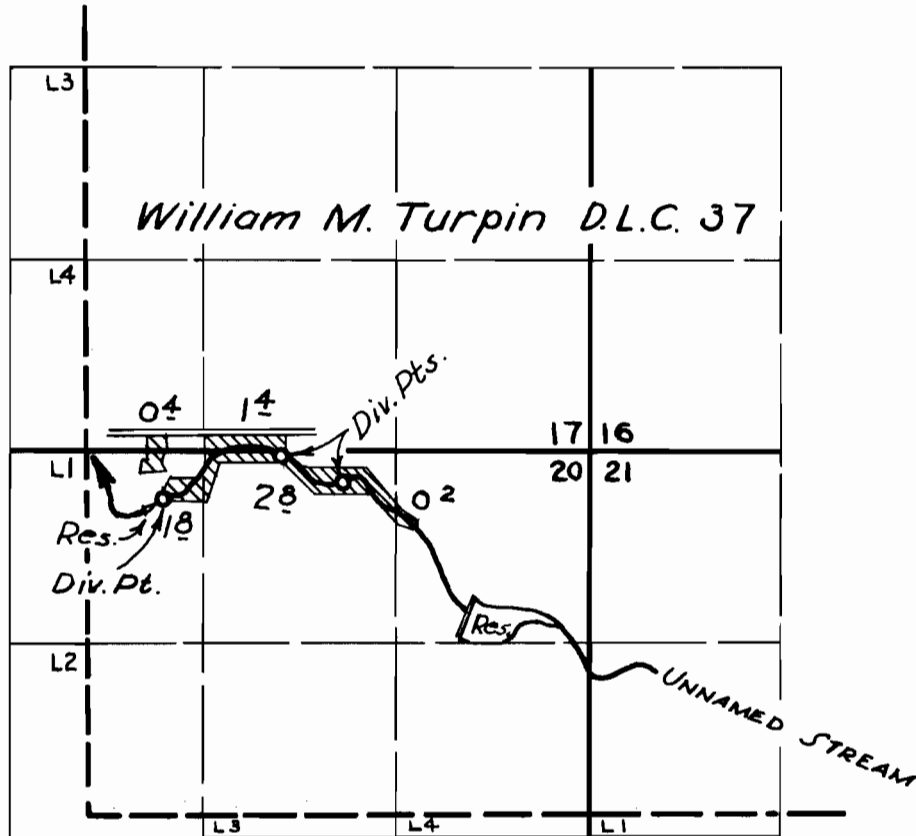 L3
William M. Turpin D.L.C. 37
L4
Div. Pts.
0 4 1 4
17 16
L1 20 21
2 8 0 2
1 8
Res.
Div. Pt.
Res.
L2
UNNAMED STREAM
L3 L4 L1